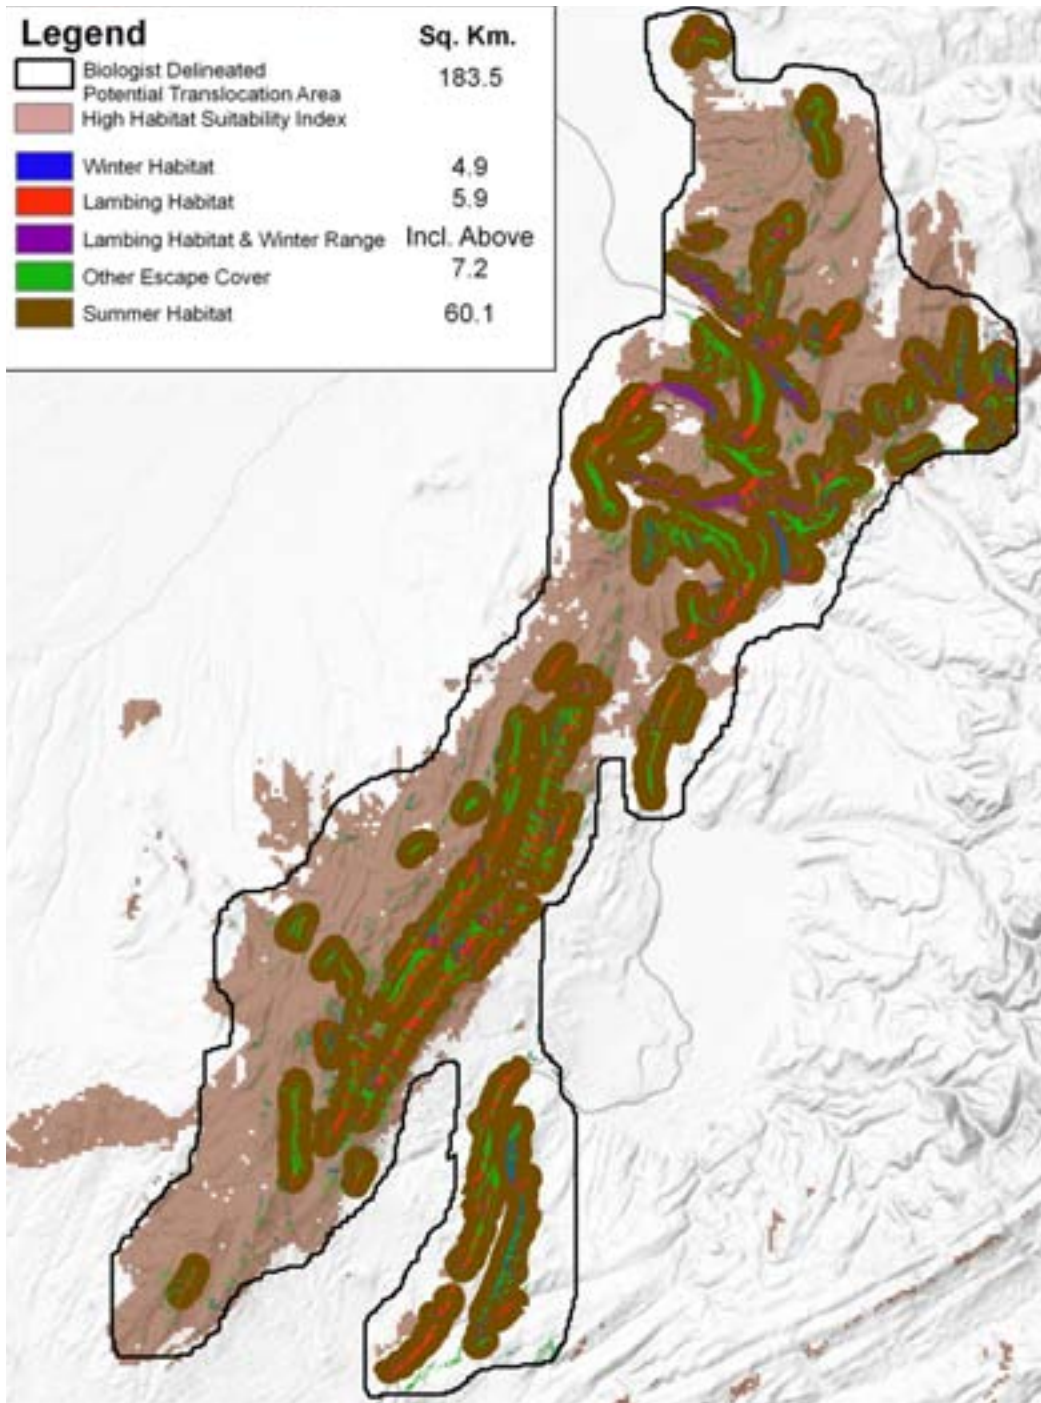 Legend Sq. Km.
Biologist Delineated 183.5
Potential Translocation Area
High Habitat Suitability Index
Winter Habitat 4.9
Lambing Habitat 5.9
Lambing Habitat & Winter Range Incl. Above
Other Escape Cover 7.2
Summer Habitat 60.1